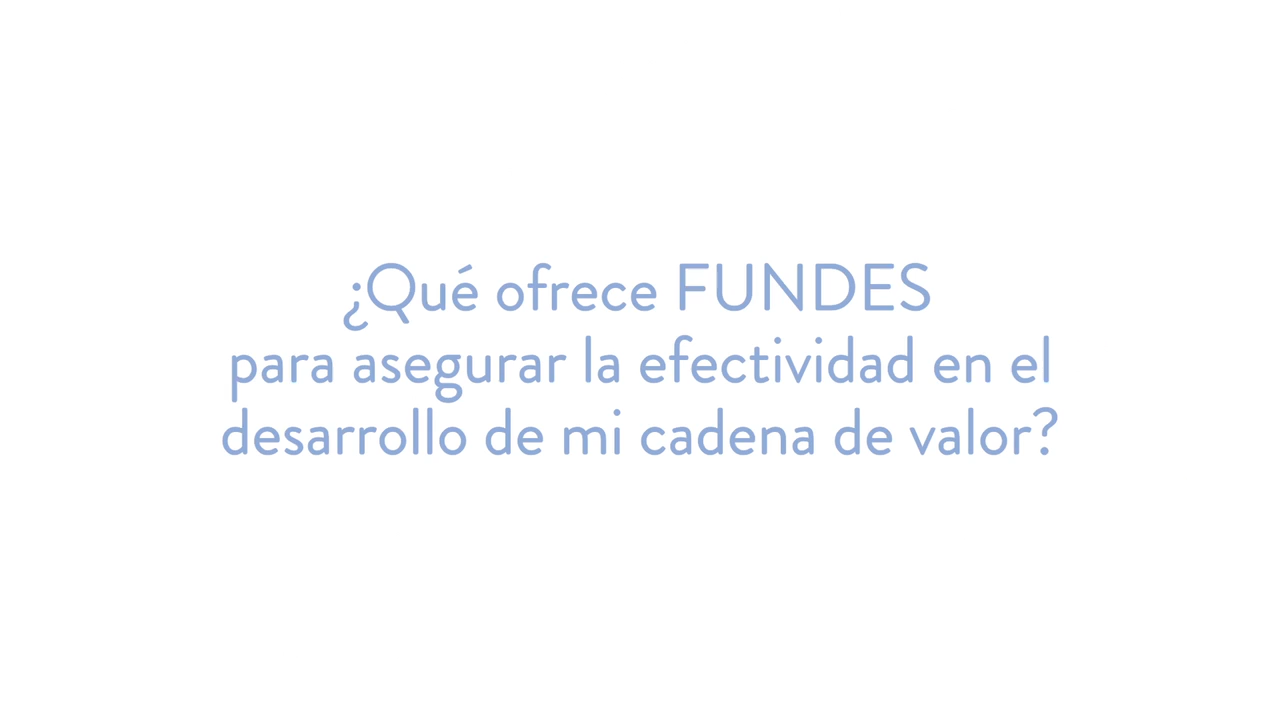 ¿Qué ofrece FUNDES
para asegurar la efectividad en el
desarrollo de mi cadena de valor?